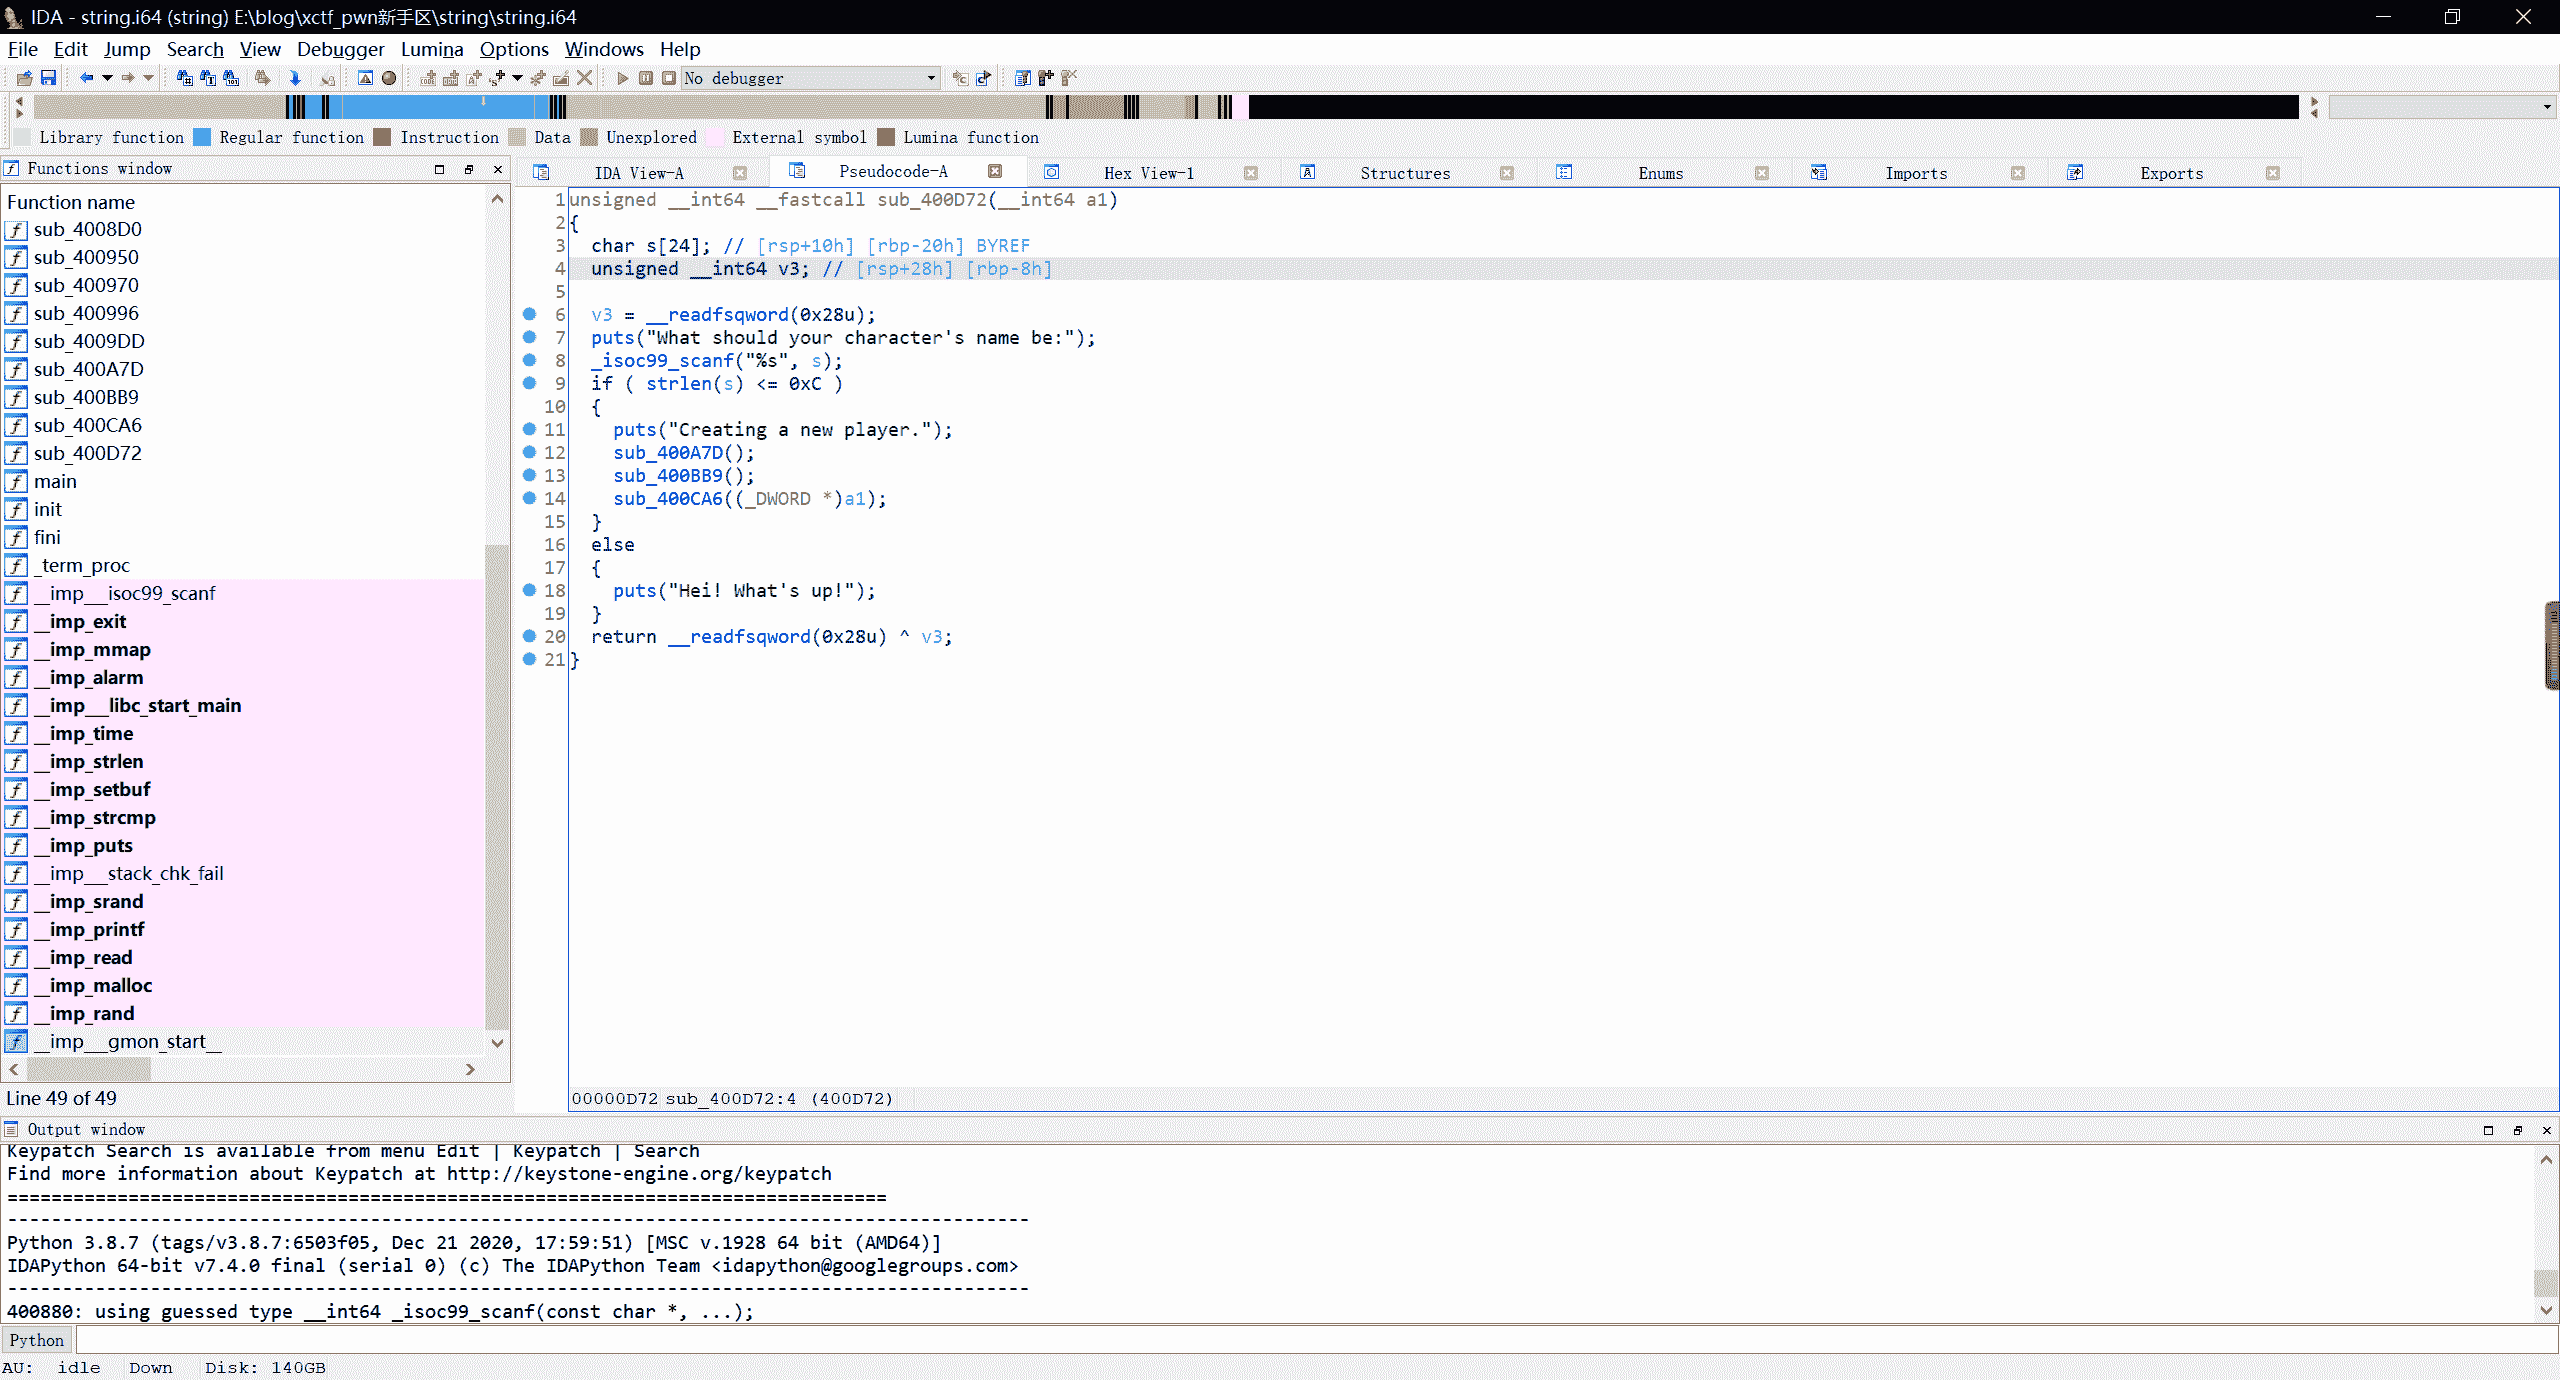 IDA - string.i64 (string) E:\blog\xctf_pwn新手区\string\string.i64
File Edit Jump Search View Debugger Lumina Options Windows Help
No debugger
Library function Regular function Instruction Data Unexplored External symbol Lumina function
Functions window
IDA View-A Pseudocode-A Hex View-1 Structures Enums Imports Exports
Function name
sub_4008D0
sub_400950
sub_400970
sub_400996
sub_4009DD
sub_400A7D
sub_400BB9
sub_400CA6
sub_400D72
main
init
fini
_term_proc
__imp___isoc99_scanf
__imp_exit
__imp_mmap
__imp_alarm
__imp___libc_start_main
__imp_time
__imp_strlen
__imp_setbuf
__imp_strcmp
__imp_puts
__imp___stack_chk_fail
__imp_srand
__imp_printf
__imp_read
__imp_malloc
__imp_rand
__imp___gmon_start__
Line 49 of 49
1 unsigned __int64 __fastcall sub_400D72(__int64 a1)
2 {
3 char s[24]; // [rsp+10h] [rbp-20h] BYREF
4 unsigned __int64 v3; // [rsp+28h] [rbp-8h]
5
6 v3 = __readfsqword(0x28u);
7 puts("What should your character's name be:");
8 _isoc99_scanf("%s", s);
9 if ( strlen(s) <= 0xC )
10 {
11 puts("Creating a new player.");
12 sub_400A7D();
13 sub_400BB9();
14 sub_400CA6((_DWORD *)a1);
15 }
16 else
17 {
18 puts("Hei! What's up!");
19 }
20 return __readfsqword(0x28u) ^ v3;
21 }
00000D72 sub_400D72:4 (400D72)
Output window
Keypatch Search is available from menu Edit | Keypatch | Search
Find more information about Keypatch at http://keystone-engine.org/keypatch
================================================================================
---------------------------------------------------------------------------------------------
Python 3.8.7 (tags/v3.8.7:6503f05, Dec 21 2020, 17:59:51) [MSC v.1928 64 bit (AMD64)]
IDAPython 64-bit v7.4.0 final (serial 0) (c) The IDAPython Team <idapython@googlegroups.com>
---------------------------------------------------------------------------------------------
400880: using guessed type __int64 _isoc99_scanf(const char *, ...);
Python
AU: idle Down Disk: 140GB